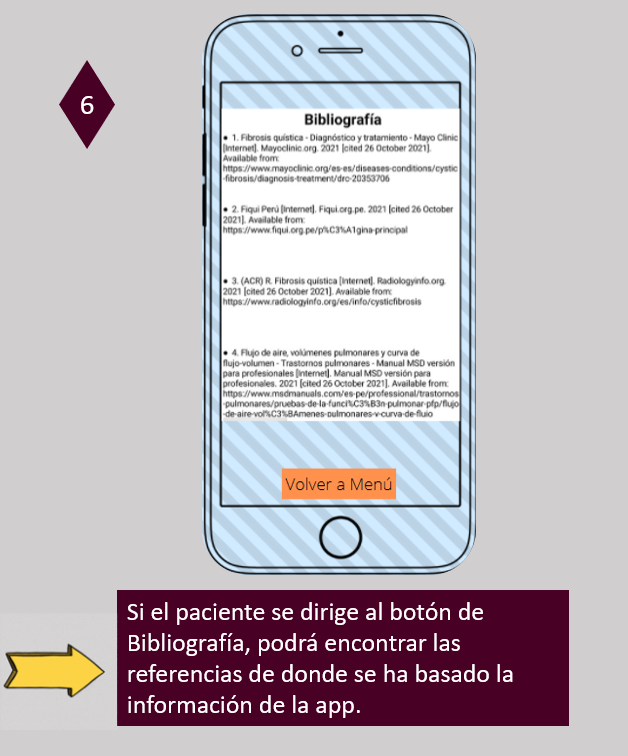 6
Bibliografía
• 1. Fibrosis quística - Diagnóstico y tratamiento - Mayo Clinic
[Internet]. Mayoclinic.org. 2021 [cited 26 October 2021].
Available from:
https://www.mayoclinic.org/es-es/diseases-conditions/cystic
-fibrosis/diagnosis-treatment/drc-20353706
• 2. Fiqui Perú [Internet]. Fiqui.org.pe. 2021 [cited 26 October
2021]. Available from:
https://www.fiqui.org.pe/p%C3%A1gina-principal
• 3. (ACR) R. Fibrosis quística [Internet]. Radiologyinfo.org.
2021 [cited 26 October 2021]. Available from:
https://www.radiologyinfo.org/es/info/cysticfibrosis
• 4. Flujo de aire, volúmenes pulmonares y curva de
flujo-volumen - Trastornos pulmonares - Manual MSD versión
para profesionales [Internet]. Manual MSD versión para
profesionales. 2021 [cited 26 October 2021]. Available from:
https://www.msdmanuals.com/es-pe/professional/trastornos
-pulmonares/pruebas-de-la-funci%C3%B3n-pulmonar-pfp/flujo
-de-aire-vol%C3%BAmenes-pulmonares-y-curva-de-flujo
Volver a Menú
Si el paciente se dirige al botón de
Bibliografía, podrá encontrar las
referencias de donde se ha basado la
información de la app.